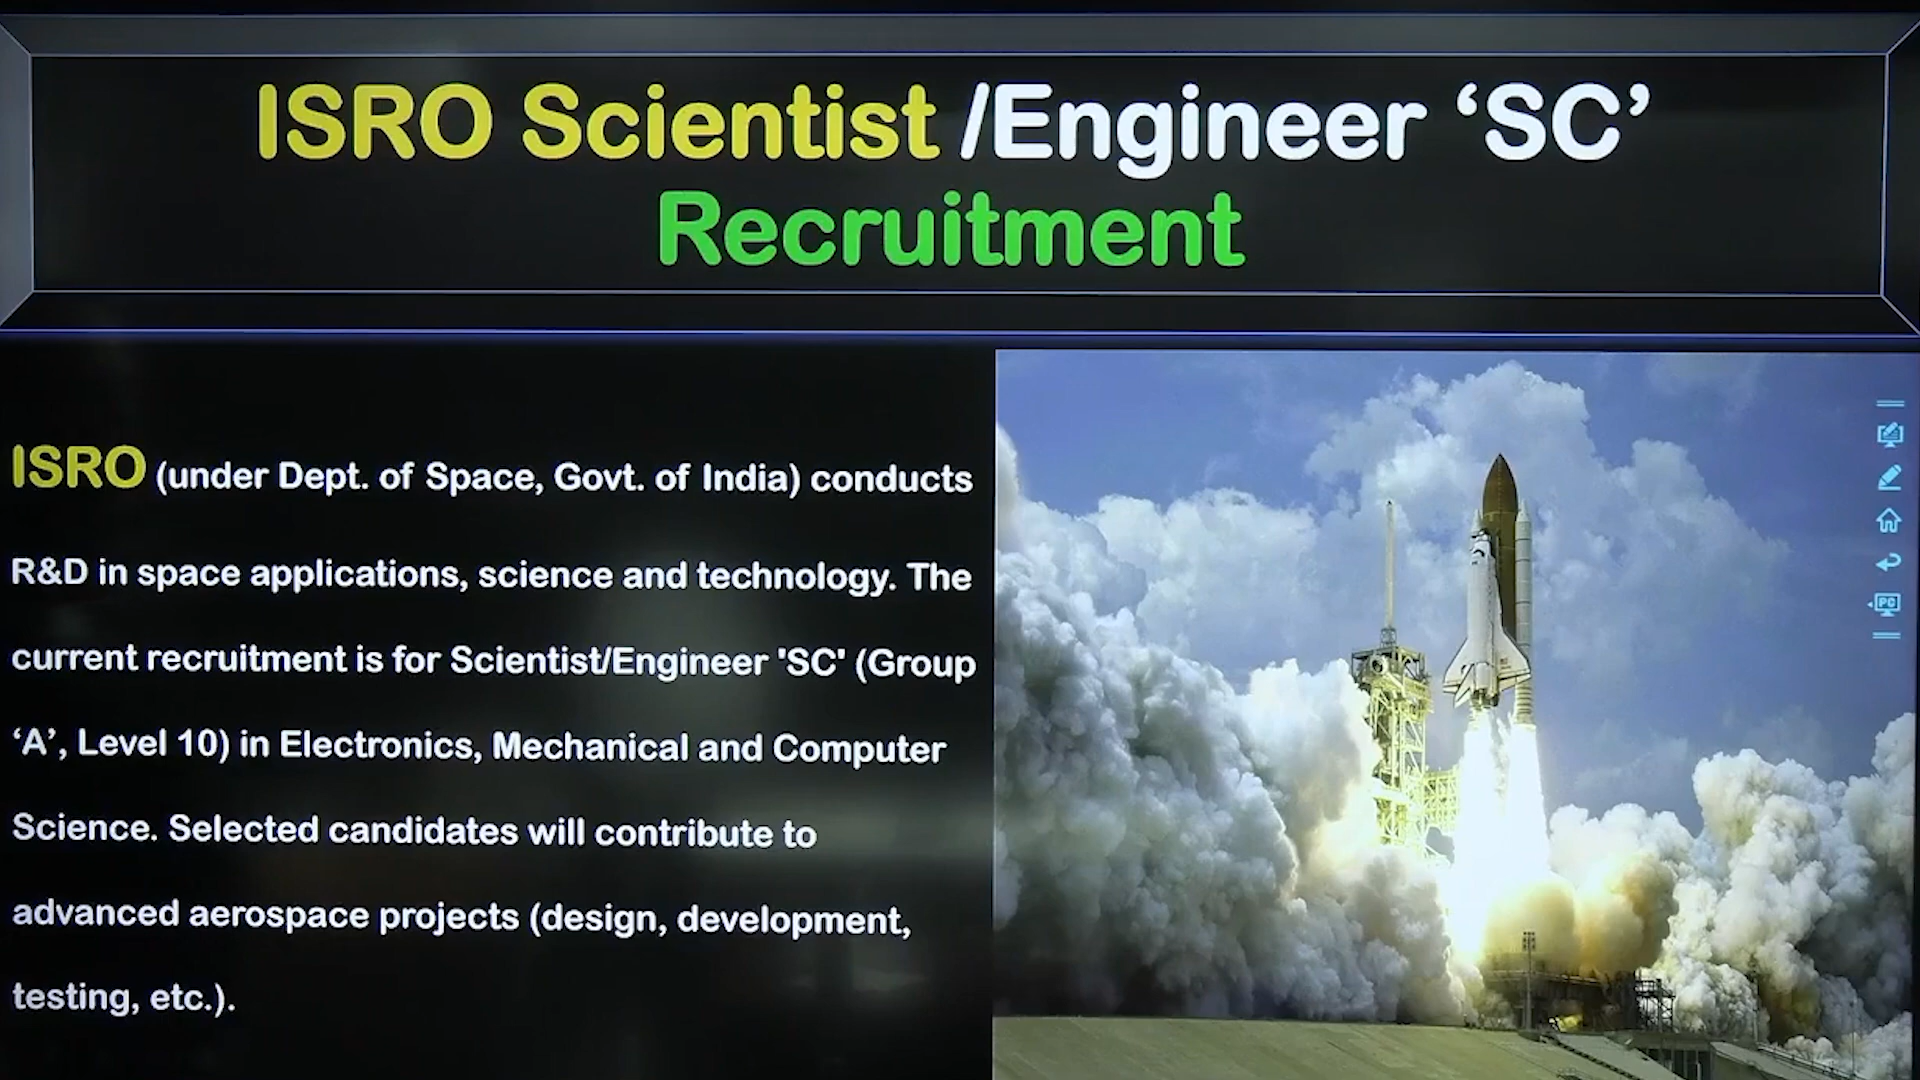 ISRO Scientist /Engineer ‘SC’
Recruitment
ISRO (under Dept. of Space, Govt. of India) conducts
R&D in space applications, science and technology. The
current recruitment is for Scientist/Engineer 'SC' (Group
‘A’, Level 10) in Electronics, Mechanical and Computer
Science. Selected candidates will contribute to
advanced aerospace projects (design, development,
testing, etc.).
PC